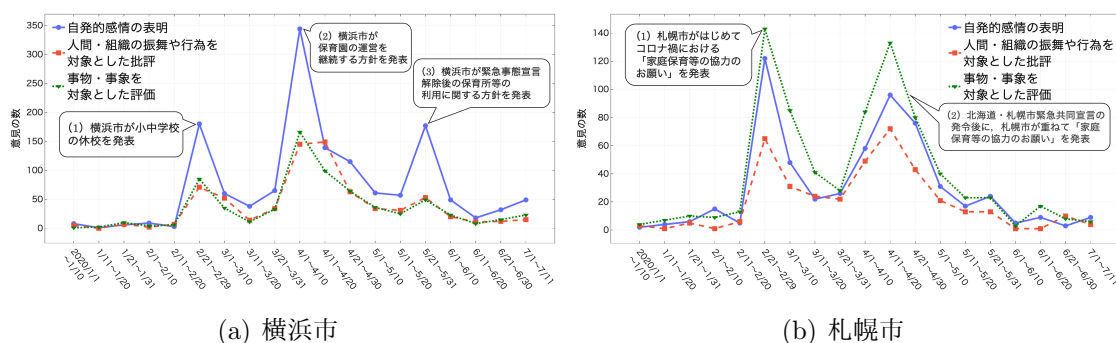 350
300
250
200
150
100
50
0
意見の数
自発的感情の表明
人間・組織の振舞や行為を
対象とした批評
事物・事象を
対象とした評価
(1) 横浜市が小中学校
の休校を発表
(2) 横浜市が
保育園の運営を
継続する方針を発表
(3) 横浜市が緊急事態宣言
解除後の保育所等の
利用に関する方針を発表
2020/1/1
~1/10
1/11~1/20
1/21~1/31
2/1~2/10
2/11~2/20
2/21~2/29
3/1~3/10
3/11~3/20
3/21~3/31
4/1~4/10
4/11~4/20
4/21~4/30
5/1~5/10
5/11~5/20
5/21~5/31
6/1~6/10
6/11~6/20
6/21~6/30
7/1~7/11
(a) 横浜市
140
120
100
80
60
40
20
0
意見の数
(1) 札幌市がはじめて
コロナ禍における
「家庭保育等の協力の
お願い」を発表
自発的感情の表明
人間・組織の振舞や行為を
対象とした批評
事物・事象を
対象とした評価
(2) 北海道・札幌市緊急共同宣言の
発令後に，札幌市が重ねて「家庭
保育等の協力のお願い」を発表
2020/1/1
~1/10
1/11~1/20
1/21~1/31
2/1~2/10
2/11~2/20
2/21~2/29
3/1~3/10
3/11~3/20
3/21~3/31
4/1~4/10
4/11~4/20
4/21~4/30
5/1~5/10
5/11~5/20
5/21~5/31
6/1~6/10
6/11~6/20
6/21~6/30
7/1~7/11
(b) 札幌市